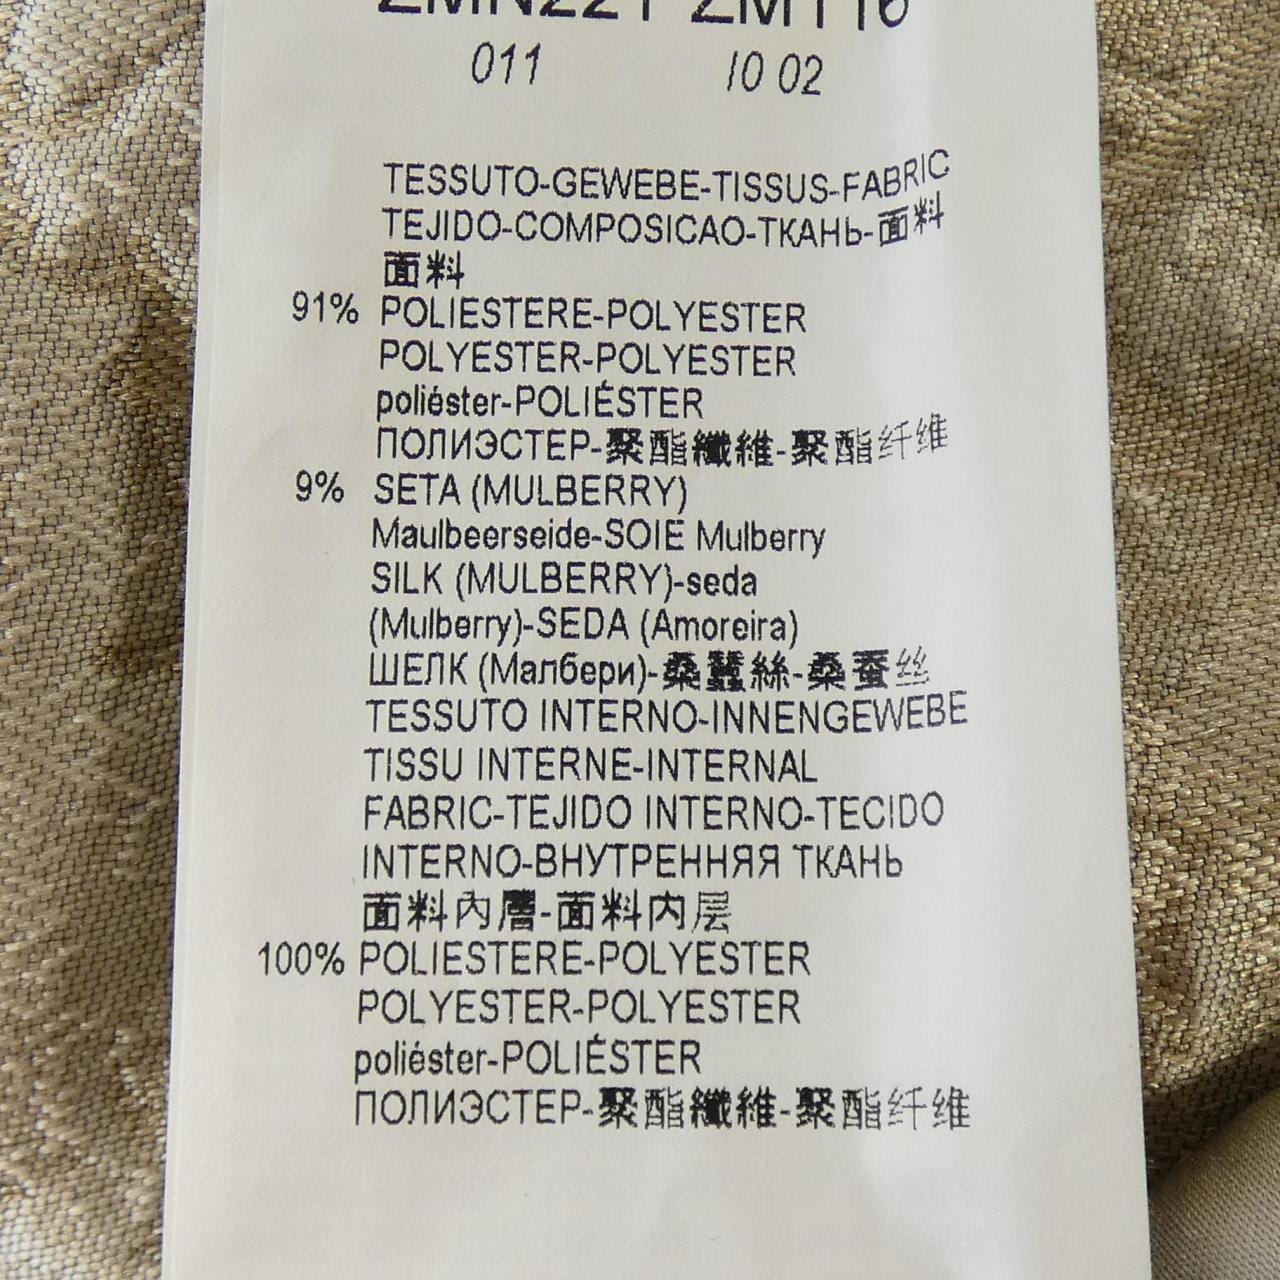 011 I0 02
TESSUTO-GEWEBE-TISSUS-FABRIC
TEJIDO-COMPOSICAO-ТКАНЬ-面料
面料
91% POLIESTERE-POLYESTER
POLYESTER-POLYESTER
poliéster-POLIÉSTER
ПОЛИЭСТЕР-聚酯纖維-聚酯纤维
9% SETA (MULBERRY)
Maulbeerseide-SOIE Mulberry
SILK (MULBERRY)-seda
(Mulberry)-SEDA (Amoreira)
ШЕЛК (Малбери)-桑蠶絲-桑蚕丝
TESSUTO INTERNO-INNENGEWEBE
TISSU INTERNE-INTERNAL
FABRIC-TEJIDO INTERNO-TECIDO
INTERNO-ВНУТРЕННЯЯ ТКАНЬ
面料內層-面料内层
100% POLIESTERE-POLYESTER
POLYESTER-POLYESTER
poliéster-POLIÉSTER
ПОЛИЭСТЕР-聚酯纖維-聚酯纤维